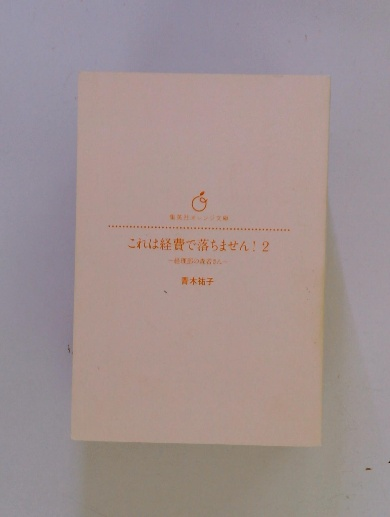 集英社オレンジ文庫
これは経費で落ちません! 2
〜経理部の森若さん〜
青木祐子